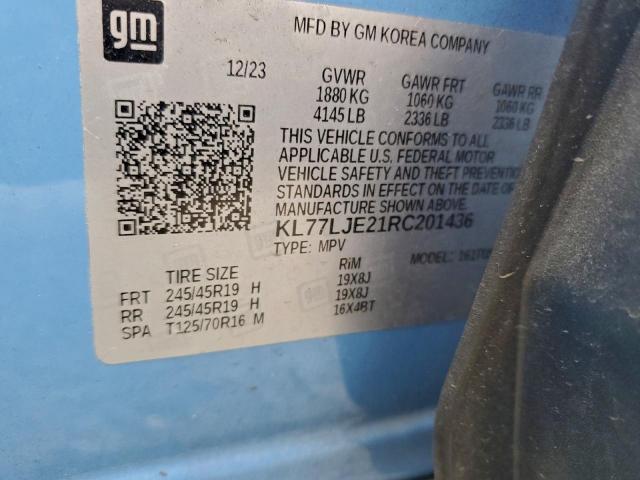 gm
MFD BY GM KOREA COMPANY
12/23 GVWR GAWR FRT GAWR RR
1880 KG 1060 KG 1060 KG
4145 LB 2336 LB 2336 LB
THIS VEHICLE CONFORMS TO ALL
APPLICABLE U.S. FEDERAL MOTOR
VEHICLE SAFETY AND THEFT PREVENTION
STANDARDS IN EFFECT ON THE DATE
MANUFACTURE SHOWN ABOVE.
KL77LJE21RC201436
TYPE: MPV MODEL:
TIRE SIZE RiM
FRT 245/45R19 H 19X8J
RR 245/45R19 H 19X8J
SPA T125/70R16 M 16X4BT